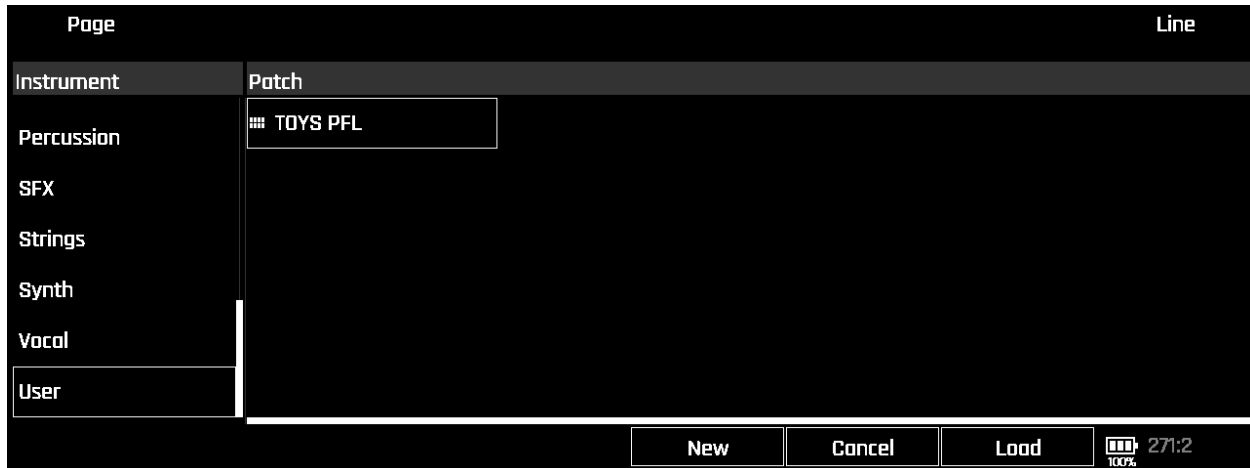 Page Line
Instrument Patch
TOYS PFL
Percussion
SFX
Strings
Synth
Vocal
User
New Cancel Load 271:2
100%